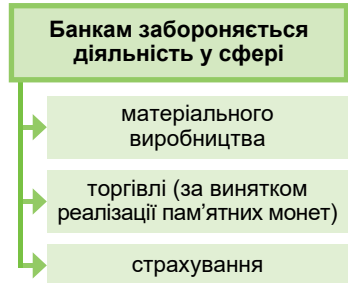 Банкам забороняється
діяльність у сфері
матеріального
виробництва
торгівлі (за винятком
реалізації пам’ятних монет)
страхування